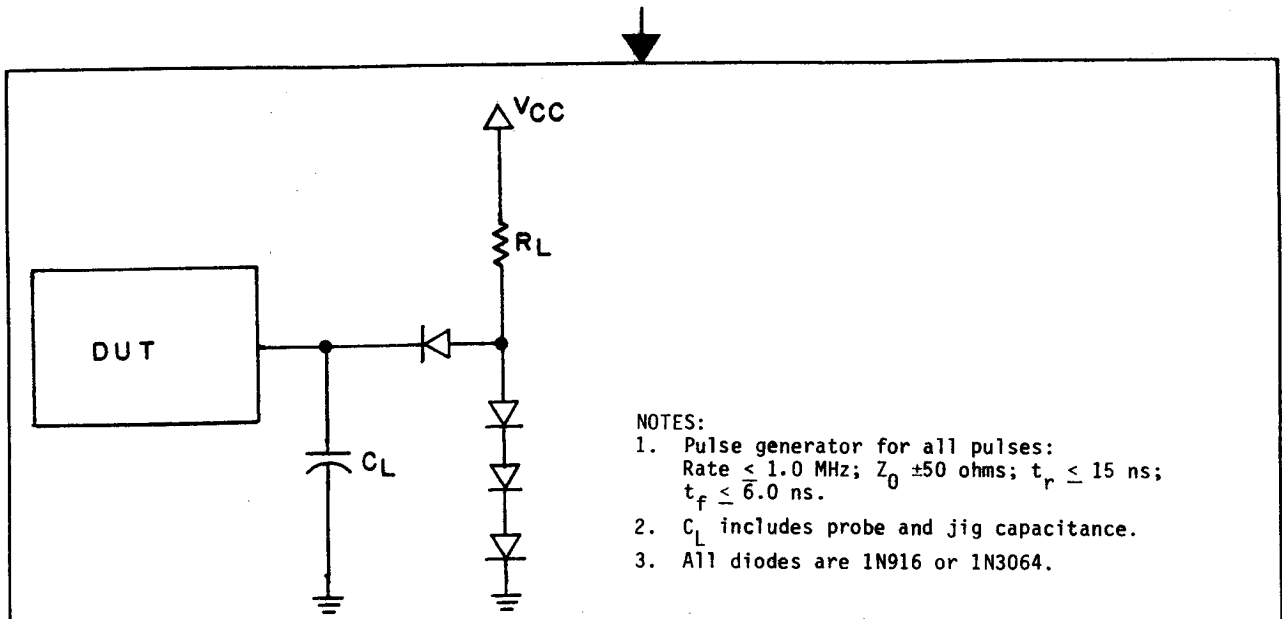 VCC
RL
DUT
CL
NOTES:
1. Pulse generator for all pulses:
Rate ≤ 1.0 MHz; Z0 ±50 ohms; tr ≤ 15 ns;
tf ≤ 6.0 ns.
2. CL includes probe and jig capacitance.
3. All diodes are 1N916 or 1N3064.